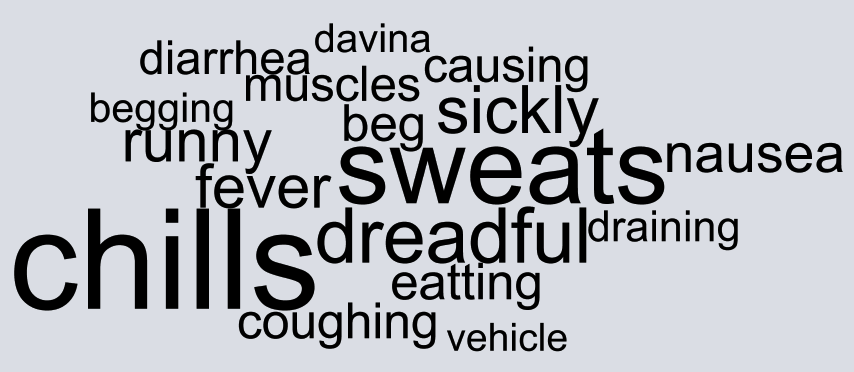 davina
diarrhea
causing
muscles
begging
sickly
beg
runny
sweats
nausea
fever
dreadful
draining
chills
eatting
coughing
vehicle